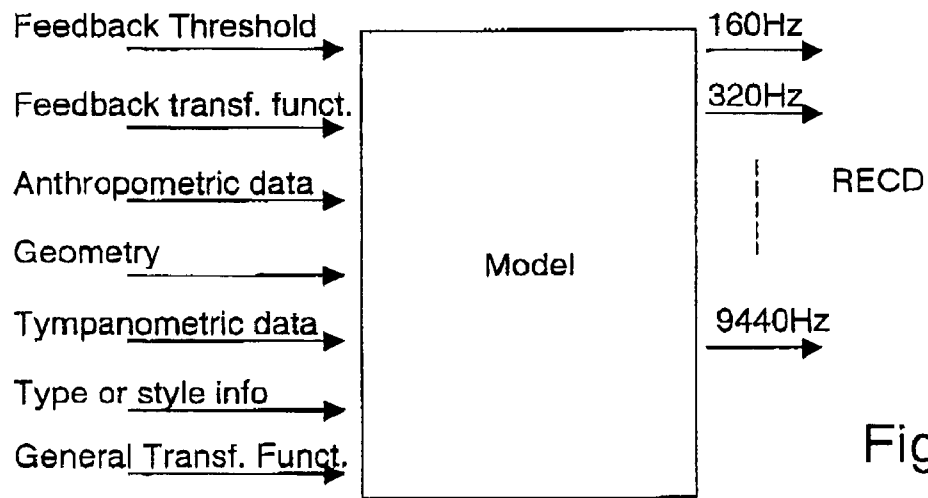 Feedback Threshold
Feedback transf. funct.
Anthropometric data
Geometry
Tympanometric data
Type or style info
General Transf. Funct.
Model
160Hz
320Hz
RECD
9440Hz
Fig